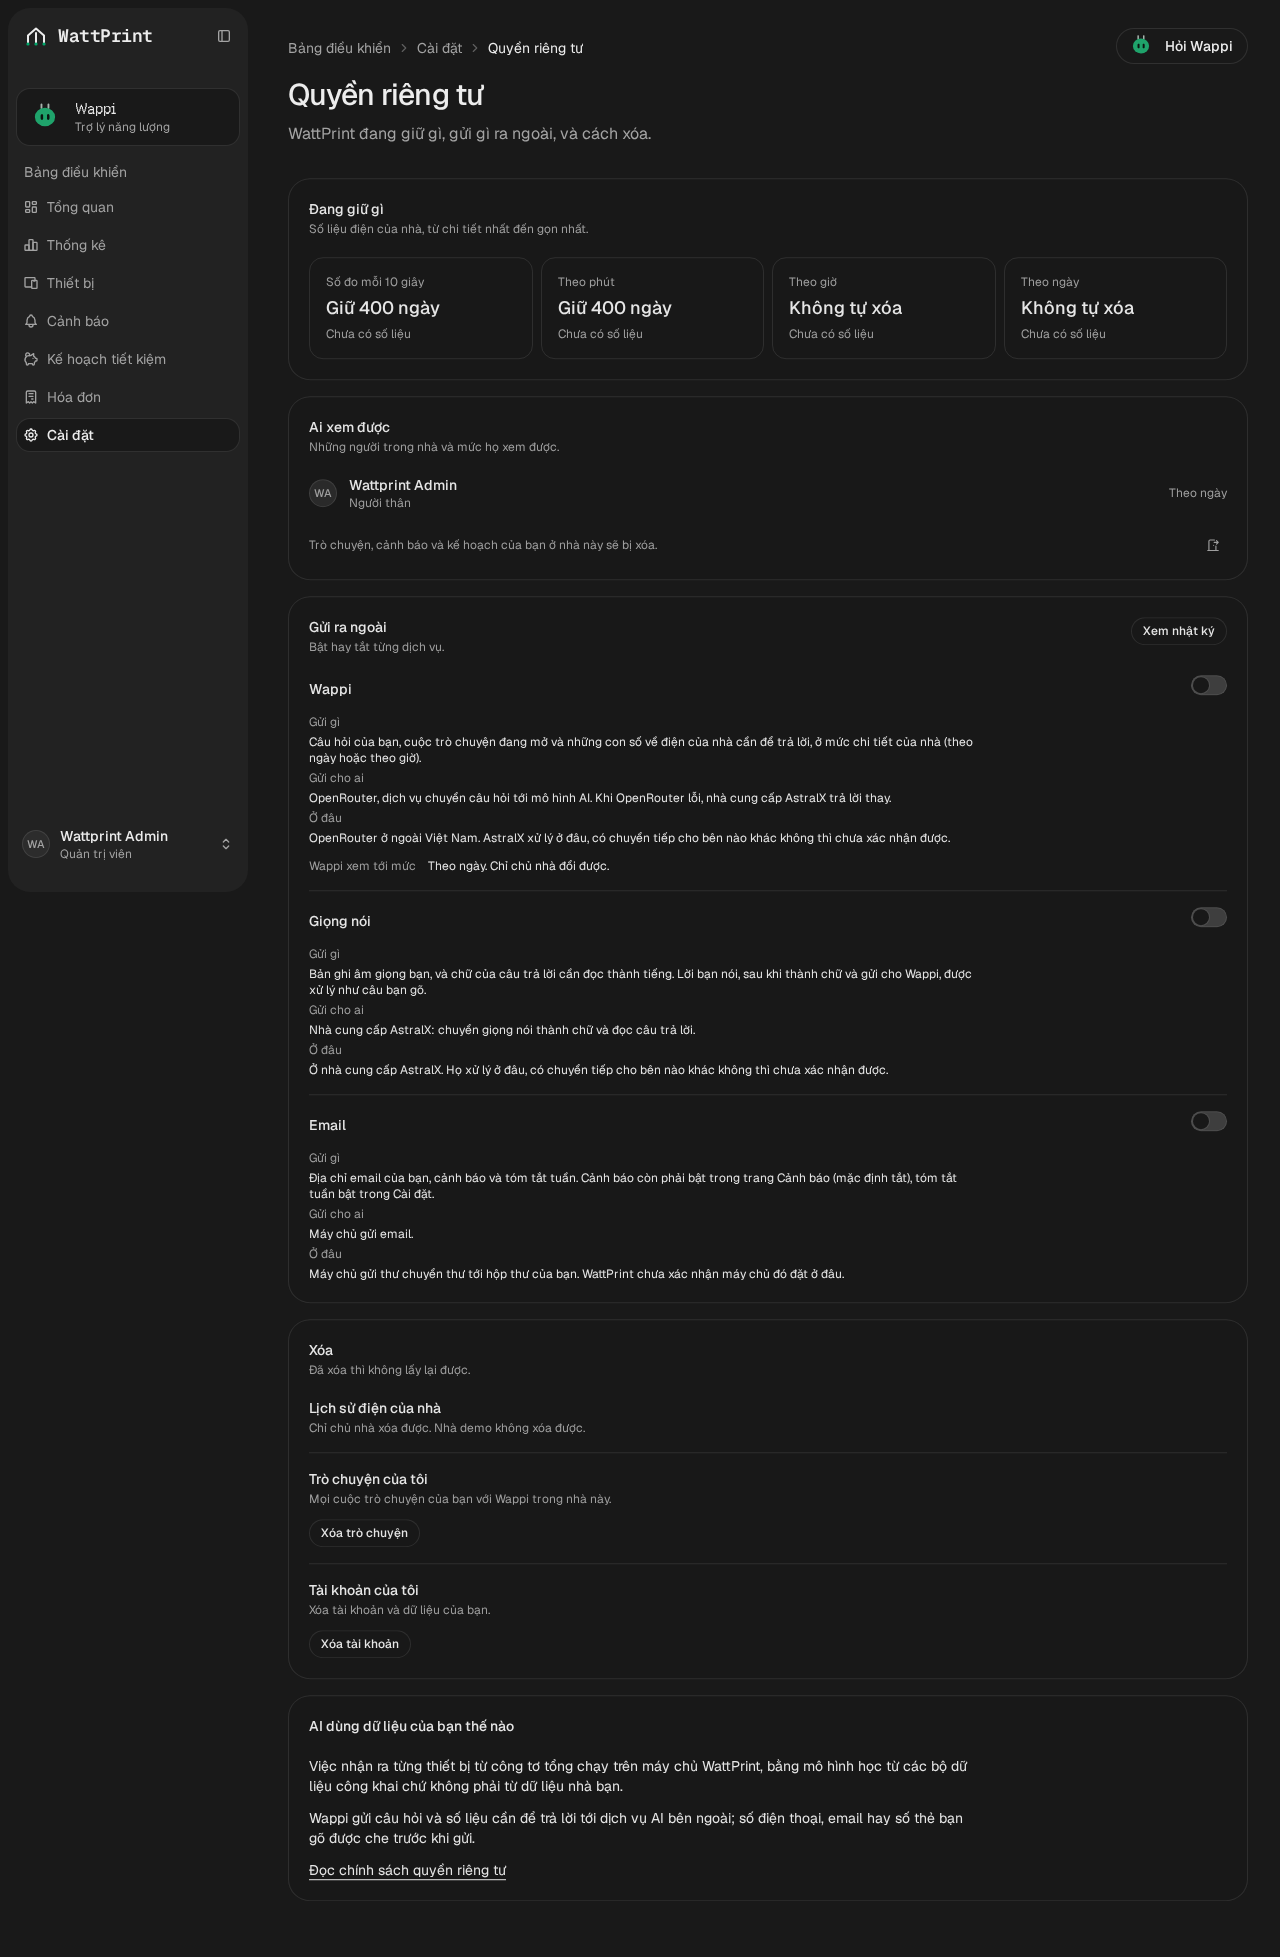 WattPrint
Wappi
Trợ lý năng lượng
Bảng điều khiển
Tổng quan
Thống kê
Thiết bị
Cảnh báo
Kế hoạch tiết kiệm
Hóa đơn
Cài đặt
WA
Wattprint Admin
Quản trị viên
Bảng điều khiển > Cài đặt > Quyền riêng tư
Hỏi Wappi
Quyền riêng tư
WattPrint đang giữ gì, gửi gì ra ngoài, và cách xóa.
Đang giữ gì
Số liệu điện của nhà, từ chi tiết nhất đến gọn nhất.
Số đo mỗi 10 giây
Giữ 400 ngày
Chưa có số liệu
Theo phút
Giữ 400 ngày
Chưa có số liệu
Theo giờ
Không tự xóa
Chưa có số liệu
Theo ngày
Không tự xóa
Chưa có số liệu
Ai xem được
Những người trong nhà và mức họ xem được.
WA
Wattprint Admin
Người thân
Theo ngày
Trò chuyện, cảnh báo và kế hoạch của bạn ở nhà này sẽ bị xóa.
Gửi ra ngoài
Bật hay tắt từng dịch vụ.
Xem nhật ký
Wappi
Gửi gì
Câu hỏi của bạn, cuộc trò chuyện đang mở và những con số về điện của nhà cần để trả lời, ở mức chi tiết của nhà (theo
ngày hoặc theo giờ).
Gửi cho ai
OpenRouter, dịch vụ chuyển câu hỏi tới mô hình AI. Khi OpenRouter lỗi, nhà cung cấp AstralX trả lời thay.
Ở đâu
OpenRouter ở ngoài Việt Nam. AstralX xử lý ở đâu, có chuyển tiếp cho bên nào khác không thì chưa xác nhận được.
Wappi xem tới mức Theo ngày. Chỉ chủ nhà đổi được.
Giọng nói
Gửi gì
Bản ghi âm giọng bạn, và chữ của câu trả lời cần đọc thành tiếng. Lời bạn nói, sau khi thành chữ và gửi cho Wappi, được
xử lý như câu bạn gõ.
Gửi cho ai
Nhà cung cấp AstralX: chuyển giọng nói thành chữ và đọc câu trả lời.
Ở đâu
Ở nhà cung cấp AstralX. Họ xử lý ở đâu, có chuyển tiếp cho bên nào khác không thì chưa xác nhận được.
Email
Gửi gì
Địa chỉ email của bạn, cảnh báo và tóm tắt tuần. Cảnh báo còn phải bật trong trang Cảnh báo (mặc định tắt), tóm tắt
tuần bật trong Cài đặt.
Gửi cho ai
Máy chủ gửi email.
Ở đâu
Máy chủ gửi thư chuyển thư tới hộp thư của bạn. WattPrint chưa xác nhận máy chủ đó đặt ở đâu.
Xóa
Đã xóa thì không lấy lại được.
Lịch sử điện của nhà
Chỉ chủ nhà xóa được. Nhà demo không xóa được.
Trò chuyện của tôi
Mọi cuộc trò chuyện của bạn với Wappi trong nhà này.
Xóa trò chuyện
Tài khoản của tôi
Xóa tài khoản và dữ liệu của bạn.
Xóa tài khoản
AI dùng dữ liệu của bạn thế nào
Việc nhận ra từng thiết bị từ công tơ tổng chạy trên máy chủ WattPrint, bằng mô hình học từ các bộ dữ
liệu công khai chứ không phải từ dữ liệu nhà bạn.
Wappi gửi câu hỏi và số liệu cần để trả lời tới dịch vụ AI bên ngoài; số điện thoại, email hay số thẻ bạn
gõ được che trước khi gửi.
Đọc chính sách quyền riêng tư